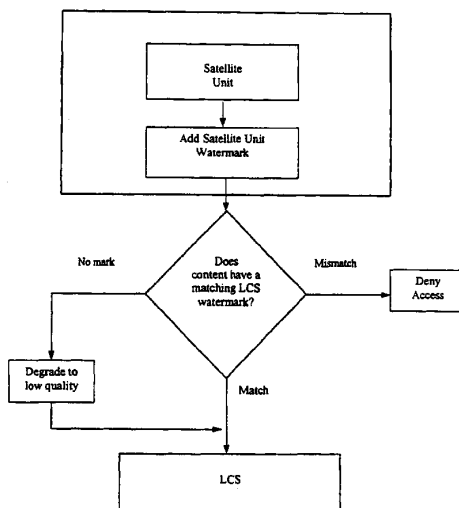 Satellite
Unit
Add Satellite Unit
Watermark
Does
content have a
matching LCS
watermark?
No mark
Mismatch
Deny
Access
Degrade to
low quality
Match
LCS